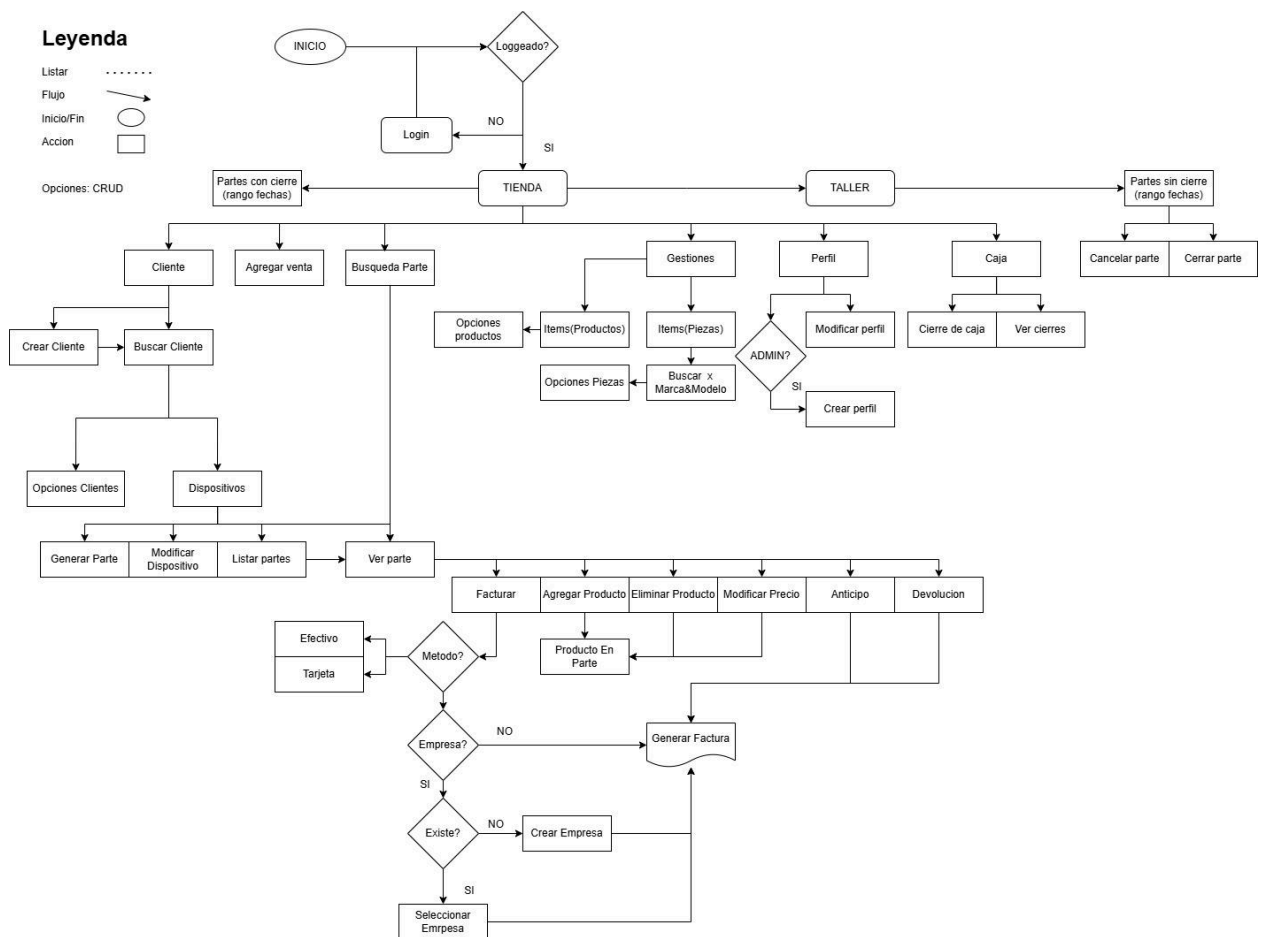 Leyenda
Listar
Flujo
Inicio/Fin
Accion
Opciones: CRUD
INICIO
Loggeado?
Login
NO
SI
Partes con cierre
(rango fechas)
TIENDA
TALLER
Partes sin cierre
(rango fechas)
Cliente
Agregar venta
Busqueda Parte
Gestiones
Perfil
Caja
Cancelar parte
Cerrar parte
Crear Cliente
Buscar Cliente
Opciones
productos
Items(Productos)
Items(Piezas)
Modificar perfil
Cierre de caja
Ver cierres
ADMIN?
Opciones Piezas
Buscar x
Marca&Modelo
SI
Crear perfil
Opciones Clientes
Dispositivos
Generar Parte
Modificar
Dispositivo
Listar partes
Ver parte
Facturar
Agregar Producto
Eliminar Producto
Modificar Precio
Anticipo
Devolucion
Efectivo
Tarjeta
Metodo?
Producto En
Parte
Empresa?
NO
Generar Factura
SI
Existe?
NO
Crear Empresa
SI
Seleccionar
Emrpesa